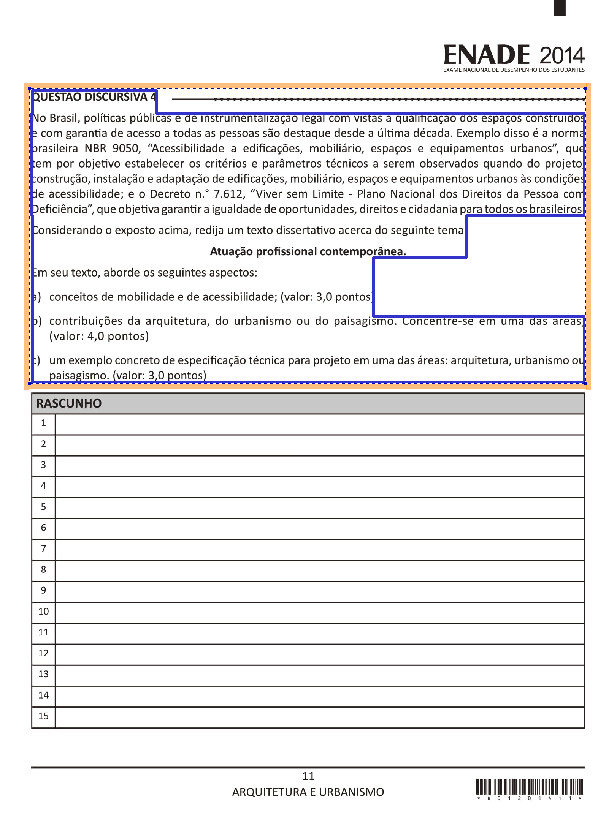 ENADE 2014
EXAME NACIONAL DE DESEMPENHO DOS ESTUDANTES
QUESTÃO DISCURSIVA 4
No Brasil, políticas públicas e de instrumentalização legal com vistas à qualificação dos espaços construídos
e com garantia de acesso a todas as pessoas são destaque desde a última década. Exemplo disso é a norma
brasileira NBR 9050, “Acessibilidade a edificações, mobiliário, espaços e equipamentos urbanos”, que
tem por objetivo estabelecer os critérios e parâmetros técnicos a serem observados quando do projeto,
construção, instalação e adaptação de edificações, mobiliário, espaços e equipamentos urbanos às condições
de acessibilidade; e o Decreto n.° 7.612, “Viver sem Limite - Plano Nacional dos Direitos da Pessoa com
Deficiência”, que objetiva garantir a igualdade de oportunidades, direitos e cidadania para todos os brasileiros.
Considerando o exposto acima, redija um texto dissertativo acerca do seguinte tema:
Atuação profissional contemporânea.
Em seu texto, aborde os seguintes aspectos:
a) conceitos de mobilidade e de acessibilidade; (valor: 3,0 pontos)
b) contribuições da arquitetura, do urbanismo ou do paisagismo. Concentre-se em uma das áreas;
(valor: 4,0 pontos)
c) um exemplo concreto de especificação técnica para projeto em uma das áreas: arquitetura, urbanismo ou
paisagismo. (valor: 3,0 pontos)
RASCUNHO
1
2
3
4
5
6
7
8
9
10
11
12
13
14
15
11
ARQUITETURA E URBANISMO